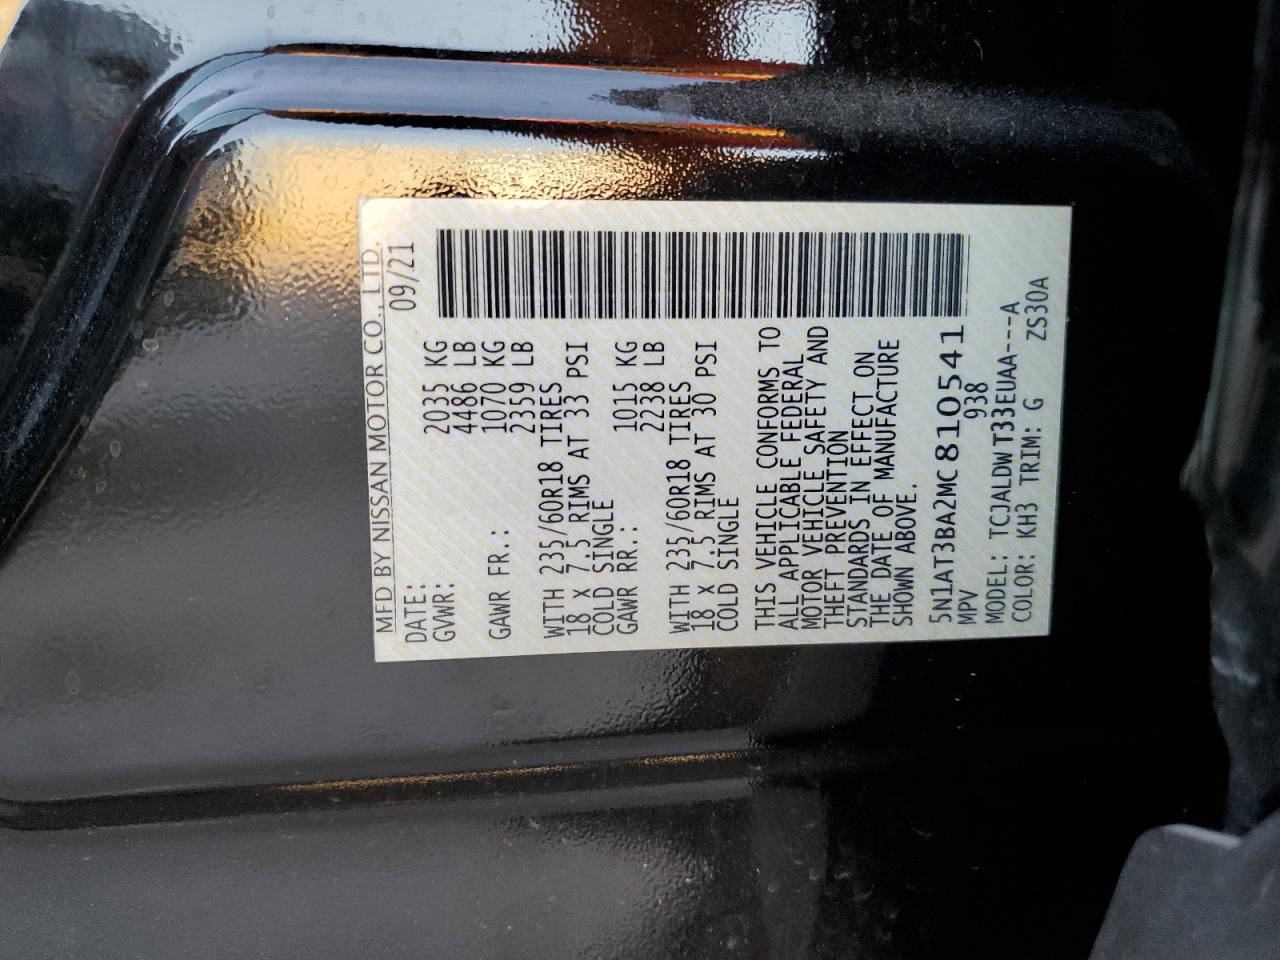 MFD BY NISSAN MOTOR CO., LTD.
DATE: 09/21
GVWR: 2035 KG
4486 LB
GAWR FR.: 1070 KG
2359 LB
WITH 235/60R18 TIRES
18 X 7.5 RIMS AT 33 PSI
COLD SINGLE
GAWR RR.: 1015 KG
2238 LB
WITH 235/60R18 TIRES
18 X 7.5 RIMS AT 30 PSI
COLD SINGLE
THIS VEHICLE CONFORMS TO
ALL APPLICABLE FEDERAL
MOTOR VEHICLE SAFETY AND
THEFT PREVENTION
STANDARDS IN EFFECT ON
THE DATE OF MANUFACTURE
SHOWN ABOVE.
5N1AT3BA2MC810541
MPV 938
MODEL: TCJALDWT33EUAA---A
COLOR: KH3 TRIM: G ZS30A